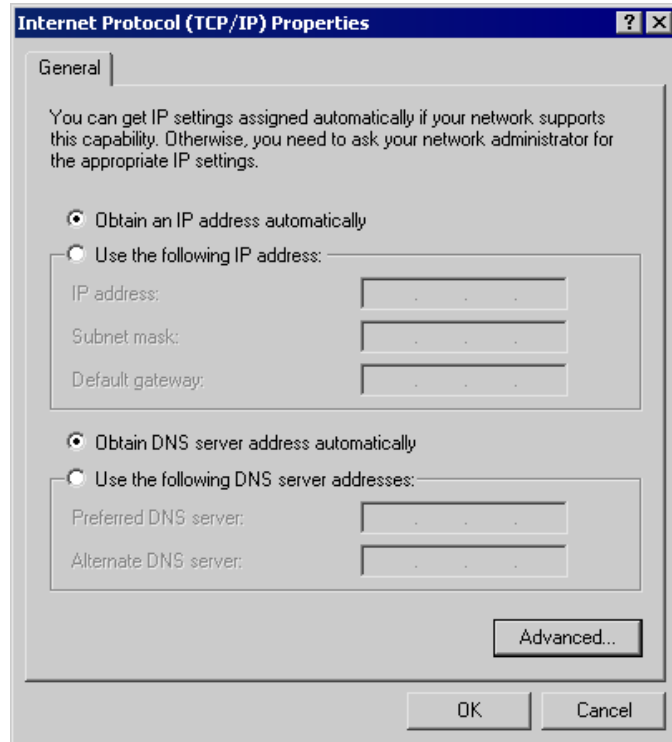 Internet Protocol (TCP/IP) Properties
General
You can get IP settings assigned automatically if your network supports
this capability. Otherwise, you need to ask your network administrator for
the appropriate IP settings.
Obtain an IP address automatically
Use the following IP address:
IP address:
Subnet mask:
Default gateway:
Obtain DNS server address automatically
Use the following DNS server addresses:
Preferred DNS server:
Alternate DNS server:
Advanced...
OK
Cancel